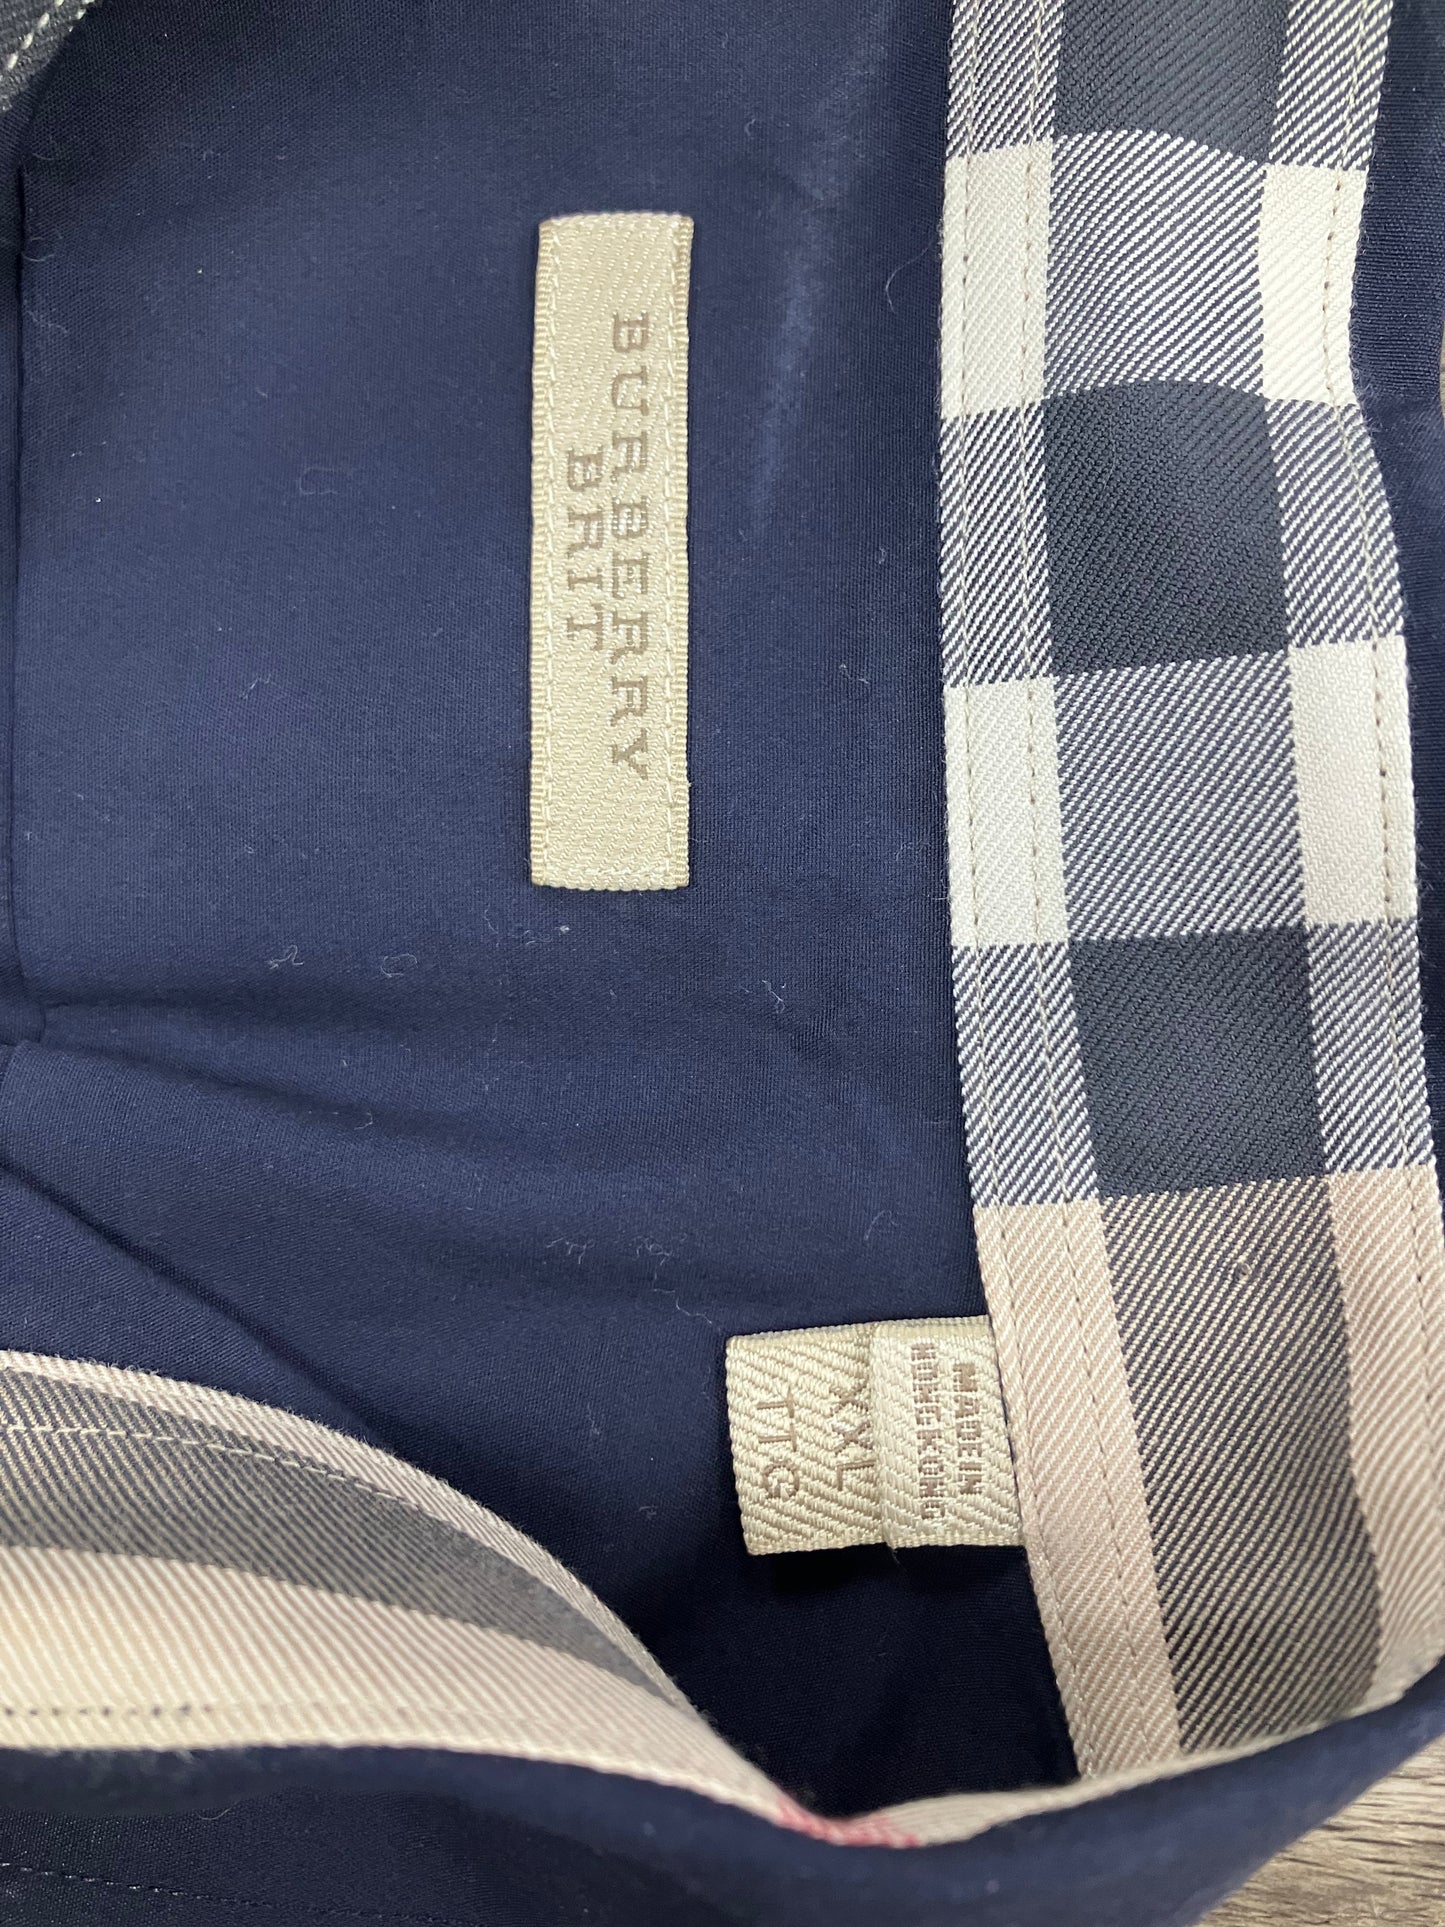 BURBERRY
BRIT
XXL
TTG
MADE IN
HONG KONG